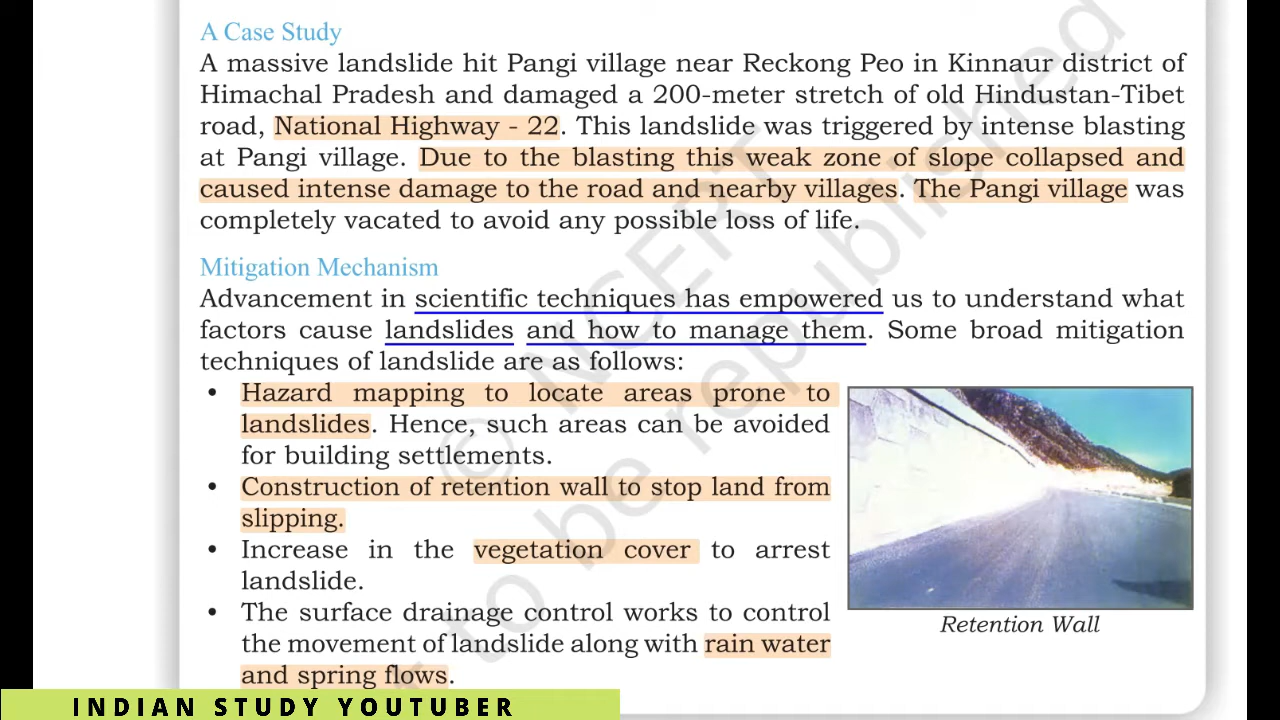 A Case Study
A massive landslide hit Pangi village near Reckong Peo in Kinnaur district of
Himachal Pradesh and damaged a 200-meter stretch of old Hindustan-Tibet
road, National Highway - 22. This landslide was triggered by intense blasting
at Pangi village. Due to the blasting this weak zone of slope collapsed and
caused intense damage to the road and nearby villages. The Pangi village was
completely vacated to avoid any possible loss of life.
Mitigation Mechanism
Advancement in scientific techniques has empowered us to understand what
factors cause landslides and how to manage them. Some broad mitigation
techniques of landslide are as follows:
• Hazard mapping to locate areas prone to
landslides. Hence, such areas can be avoided
for building settlements.
• Construction of retention wall to stop land from
slipping.
• Increase in the vegetation cover to arrest
landslide.
• The surface drainage control works to control
the movement of landslide along with rain water
and spring flows.
Retention Wall
© NCERT
to be republished
INDIAN STUDY YOUTUBER